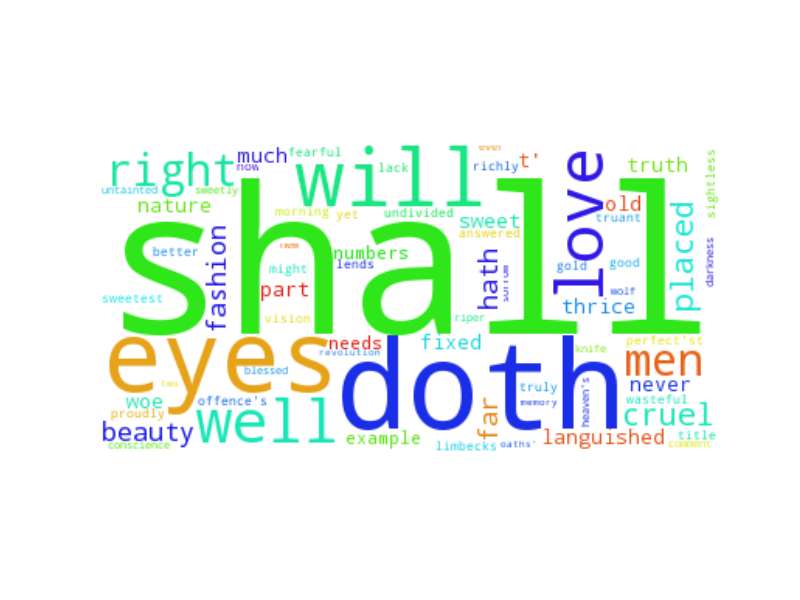 much
fearful
even
t'
right
now
will
lack
richly
love
truth
untainted
sweetly
nature
morning
yet
undivided
sweet
old
truant
answered
sightless
shall
better
fashion
numbers
might
lends
hath
sorrow
gold
good
placed
darkness
sweetest
part
wolf
thrice
vision
riper
eyes
needs
revolution
fixed
doth
knife
perfect'st
men
blessed
two
truly
never
woe
offence's
memory
heaven's
wasteful
proudly
well
far
cruel
beauty
example
languished
title
conscience
limbecks
oaths'
comment